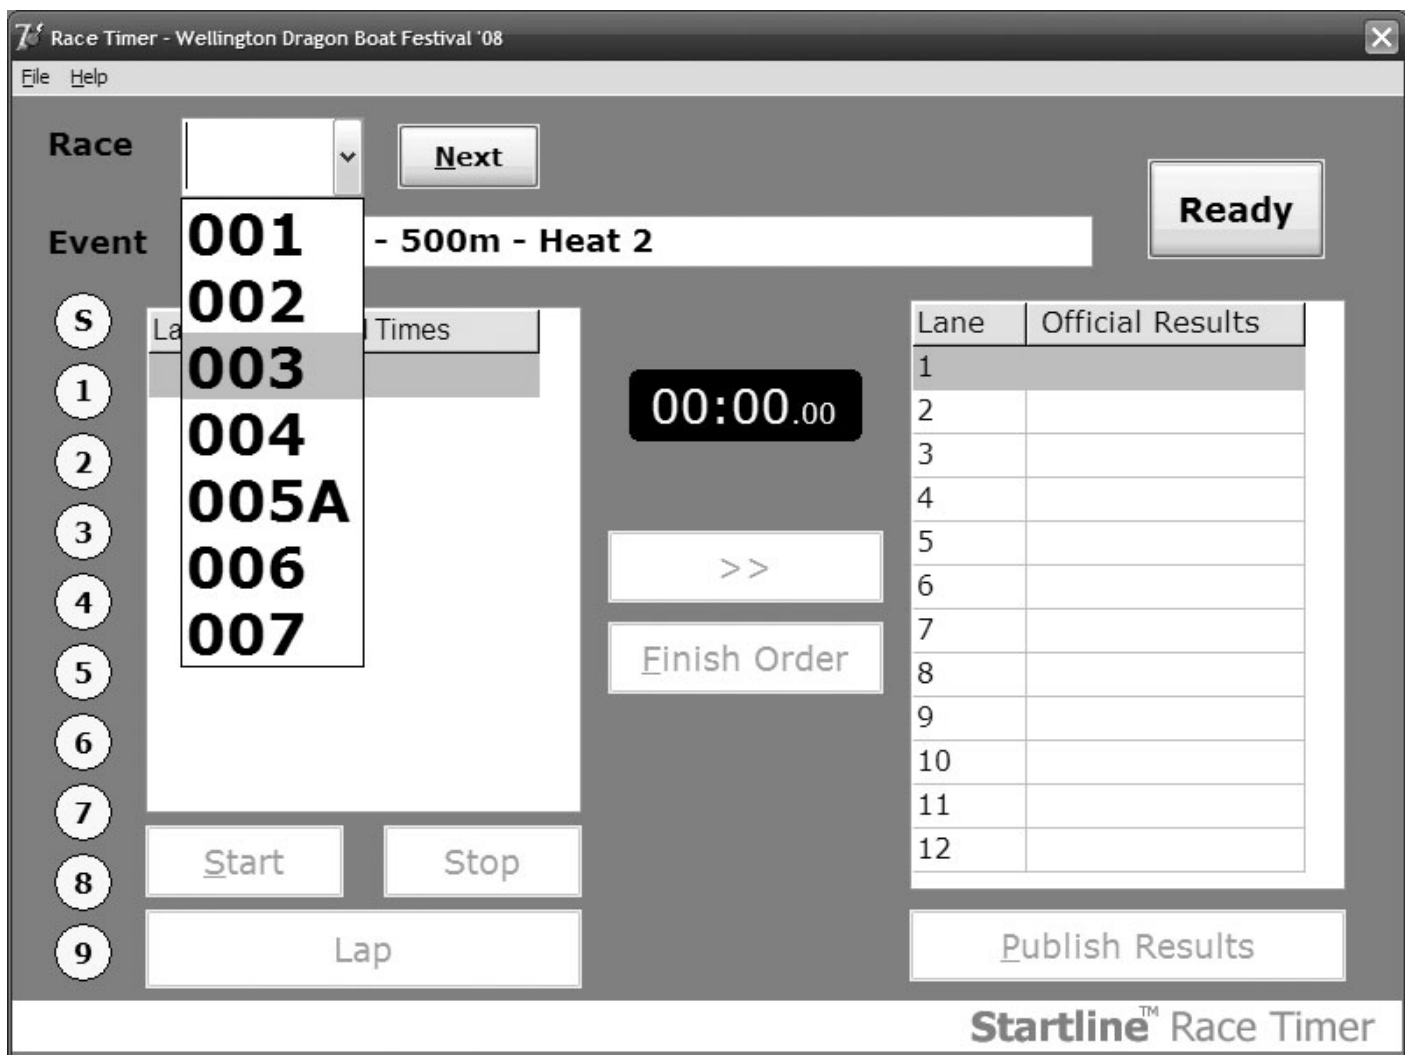 Race Timer - Wellington Dragon Boat Festival '08
File Help
Race
Next
Ready
Event
- 500m - Heat 2
001
002
003
004
005A
006
007
S
1
2
3
4
5
6
7
8
9
Times
00:00.00
>>
Finish Order
Start
Stop
Lap
Lane Official Results
1
2
3
4
5
6
7
8
9
10
11
12
Publish Results
Startline™ Race Timer